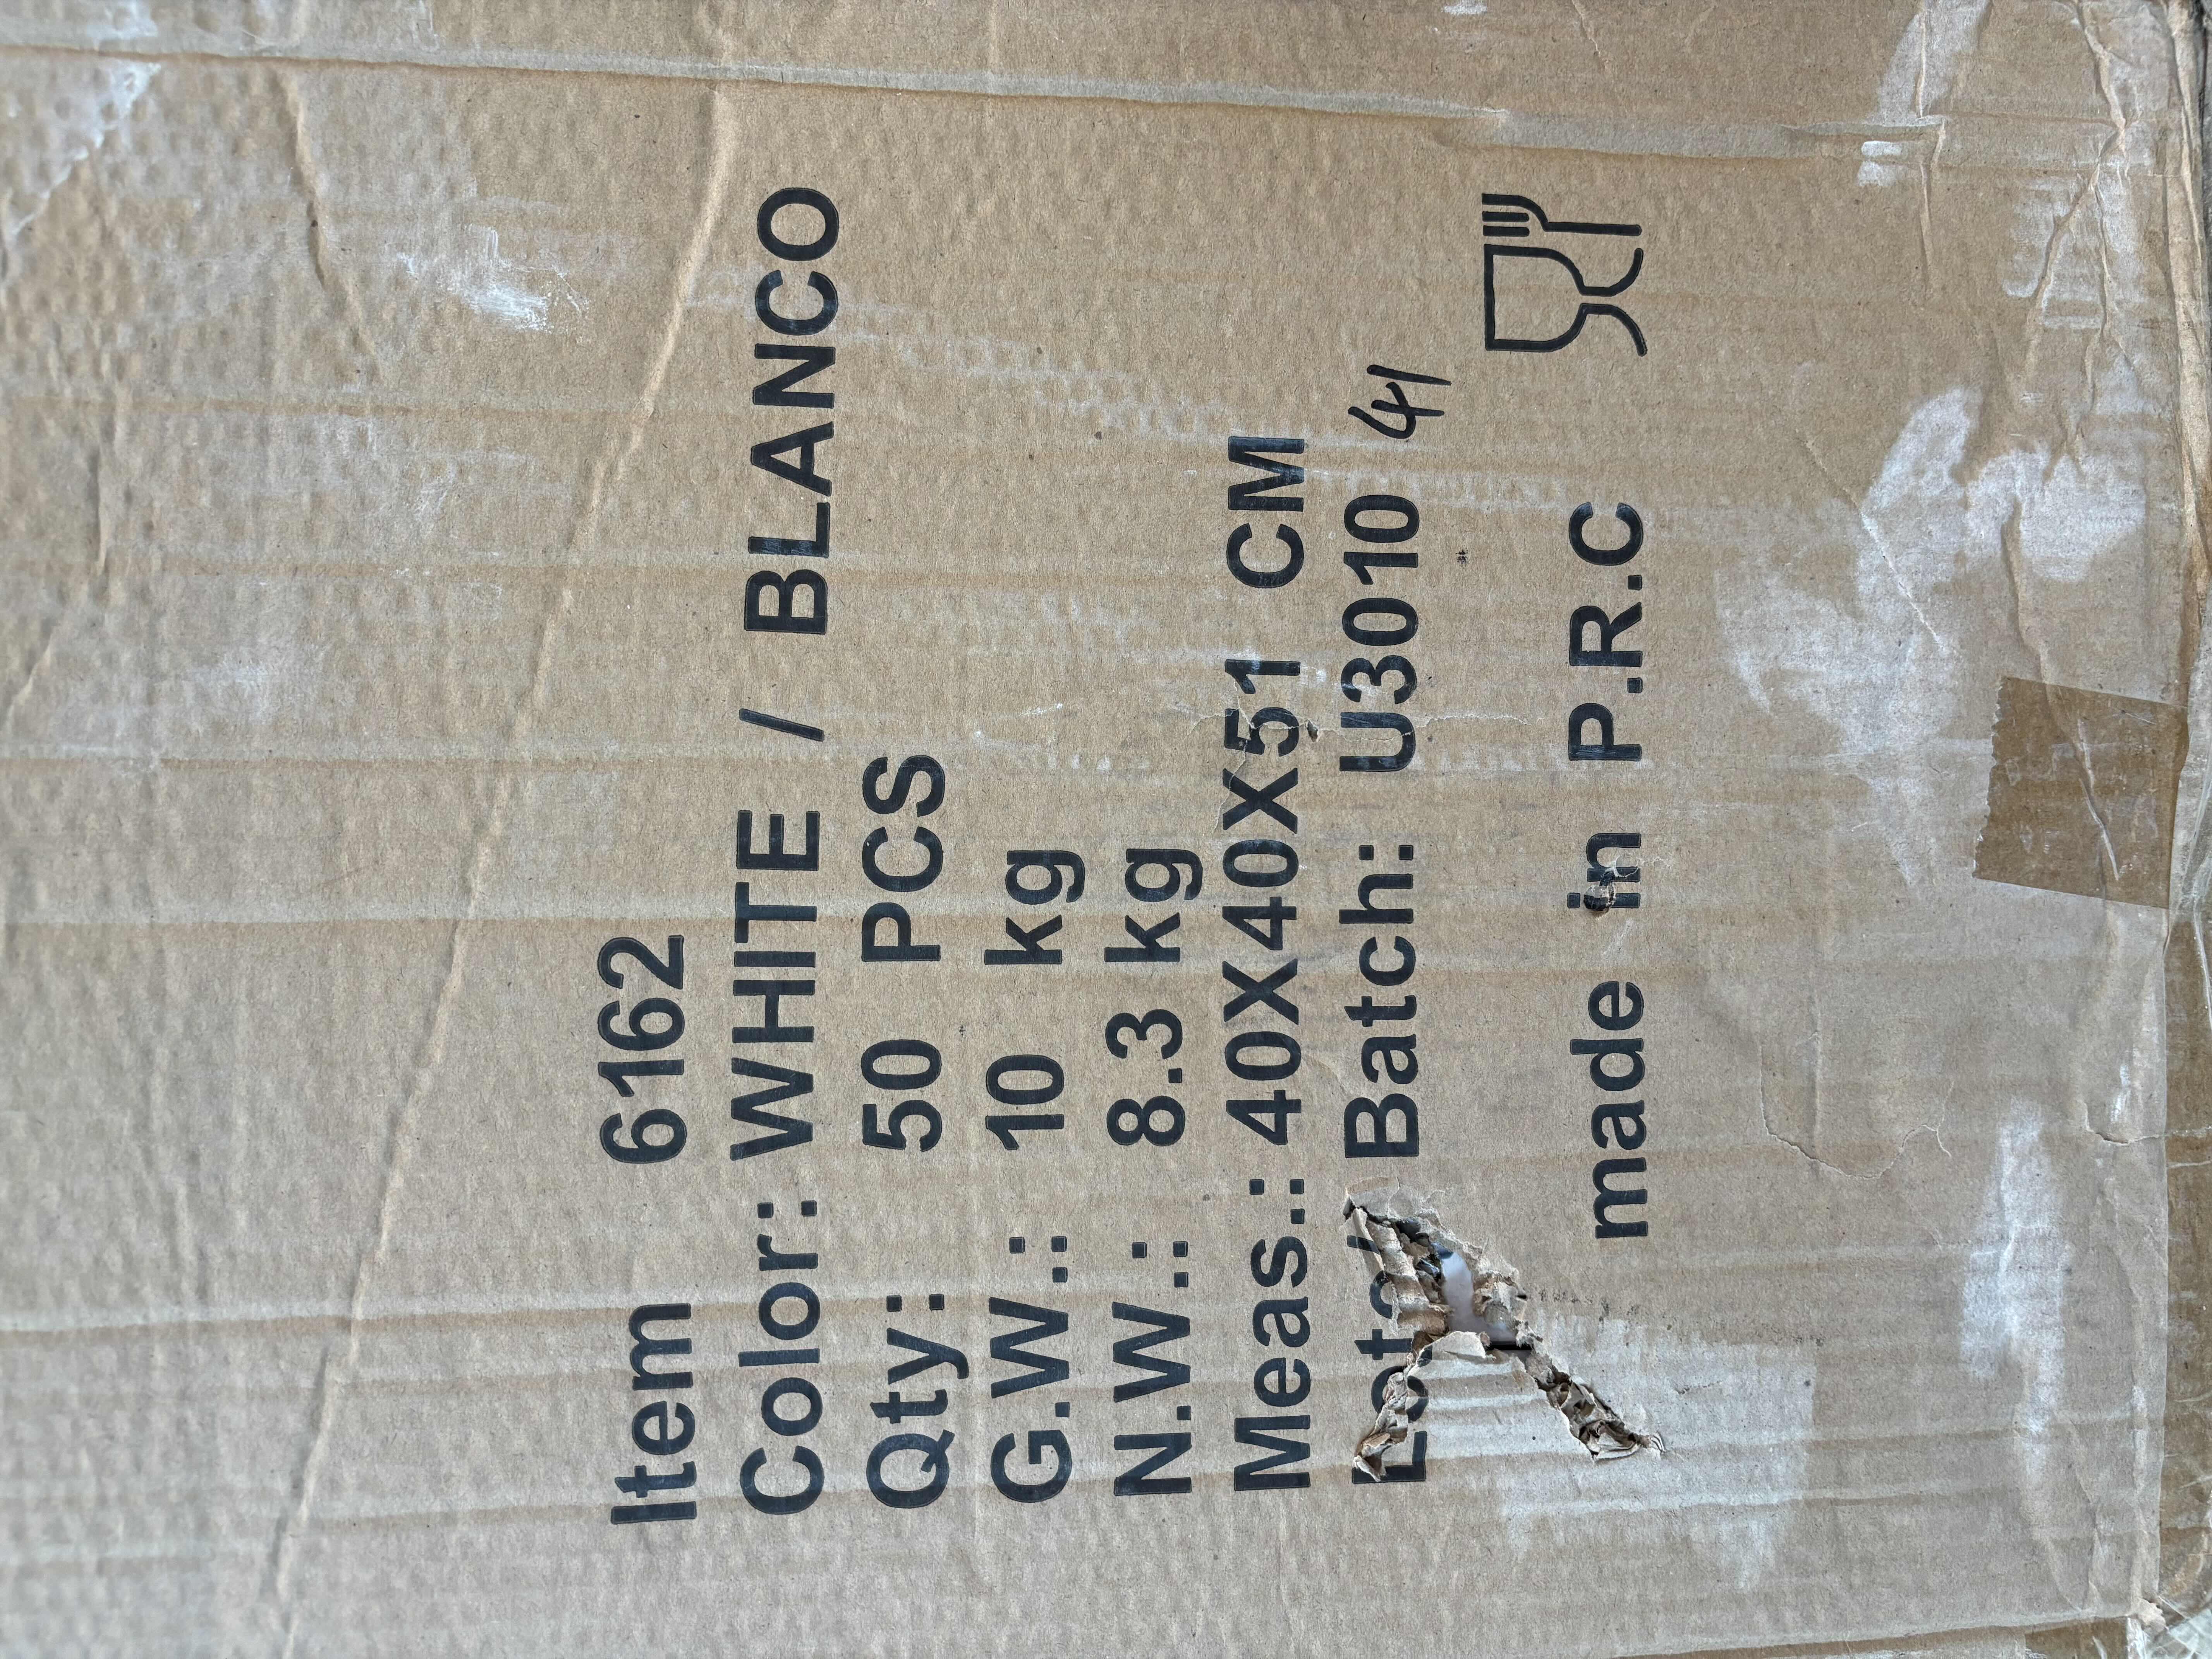 Item 6162
Color: WHITE / BLANCO
Qty: 50 PCS
G.W.: 10 kg
N.W.: 8.3 kg
Meas.: 40X40X51 CM
Batch: U3010 41
made in P.R.C